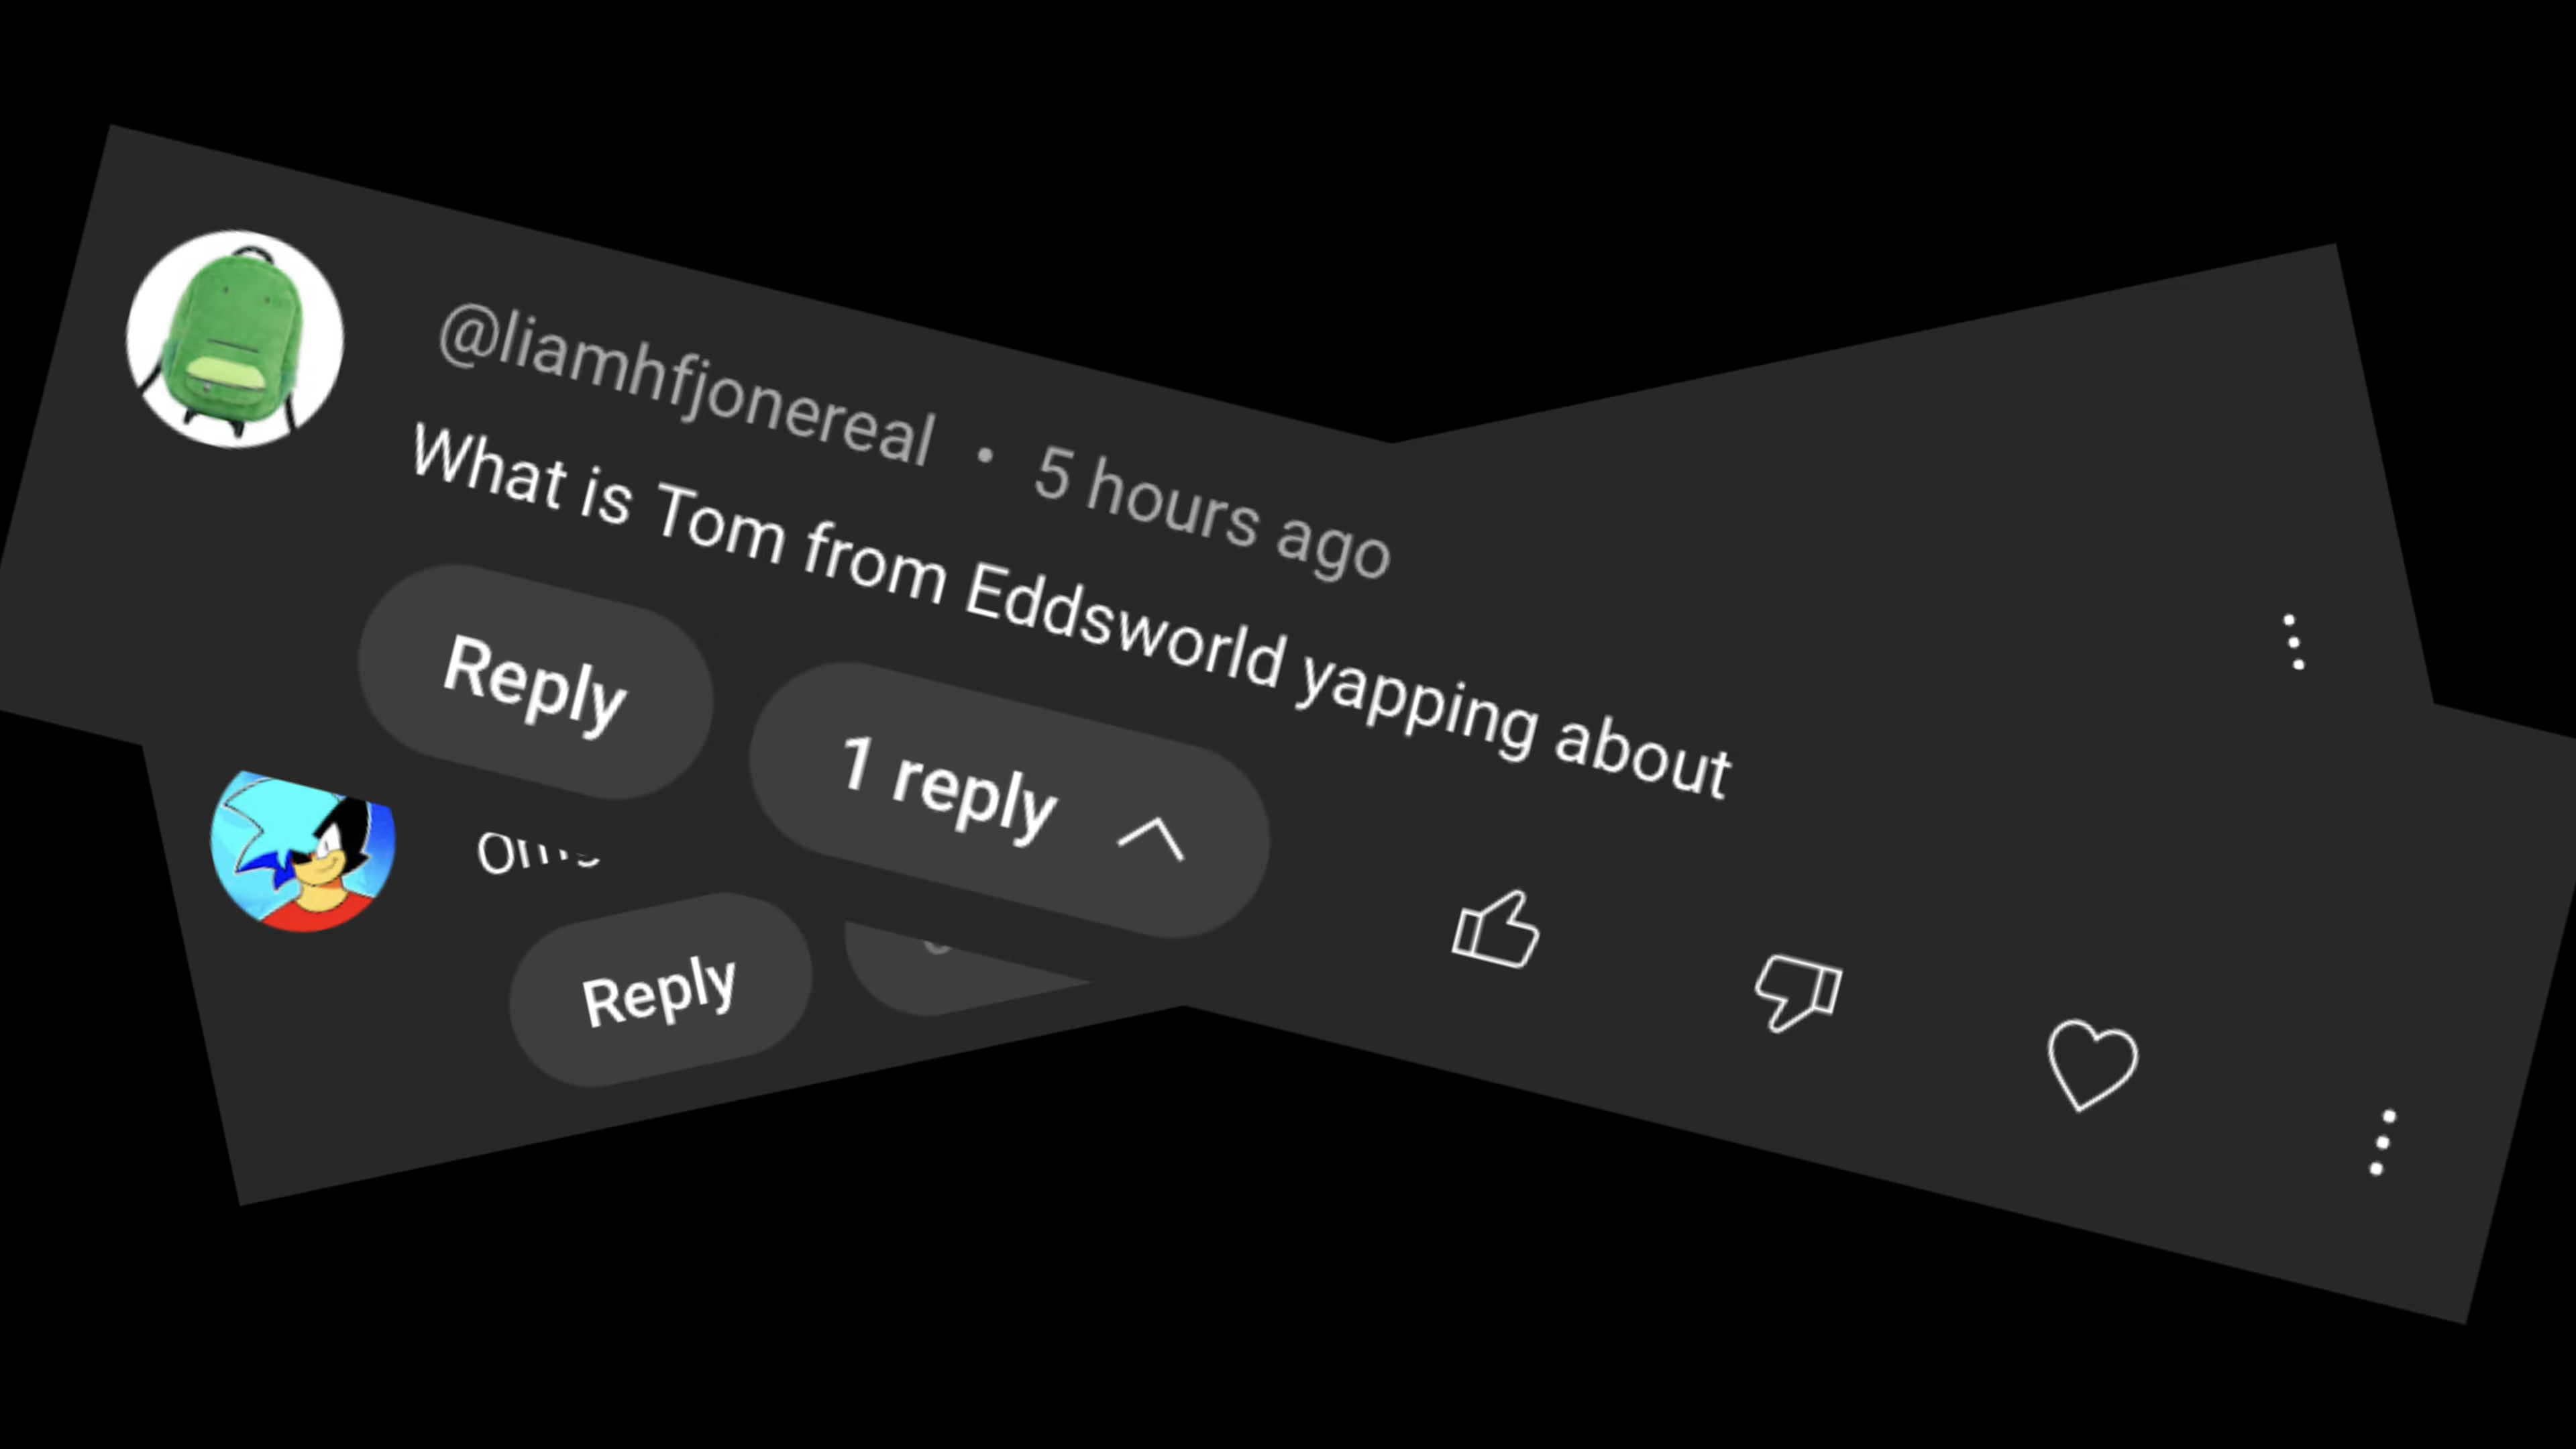 @liamhfjonereal • 5 hours ago
What is Tom from Eddsworld yapping about
Reply
1 reply
Reply